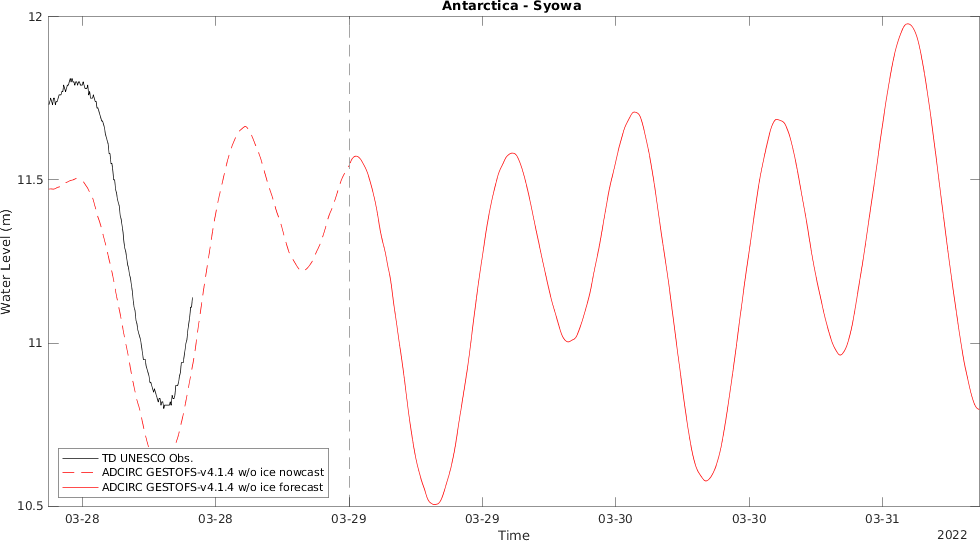 Antarctica - Syowa
12
11.5
11
10.5
Water Level (m)
TD UNESCO Obs.
ADCIRC GESTOFS-v4.1.4 w/o ice nowcast
ADCIRC GESTOFS-v4.1.4 w/o ice forecast
03-28 03-28 03-29 03-29 03-30 03-30 03-31
Time
2022